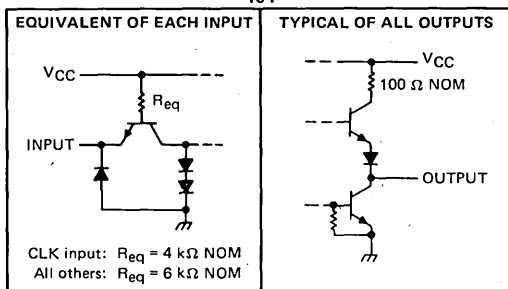 EQUIVALENT OF EACH INPUT
VCC
Req
INPUT
CLK input: Req = 4 kΩ NOM
All others: Req = 6 kΩ NOM
TYPICAL OF ALL OUTPUTS
VCC
100 Ω NOM
OUTPUT